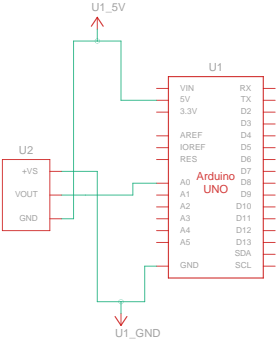 U1_5V
U1
VIN
5V
3.3V
AREF
IOREF
RES
A0
A1
A2
A3
A4
A5
GND
Arduino
UNO
RX
TX
D2
D3
D4
D5
D6
D7
D8
D9
D10
D11
D12
D13
SDA
SCL
U2
+VS
VOUT
GND
U1_GND